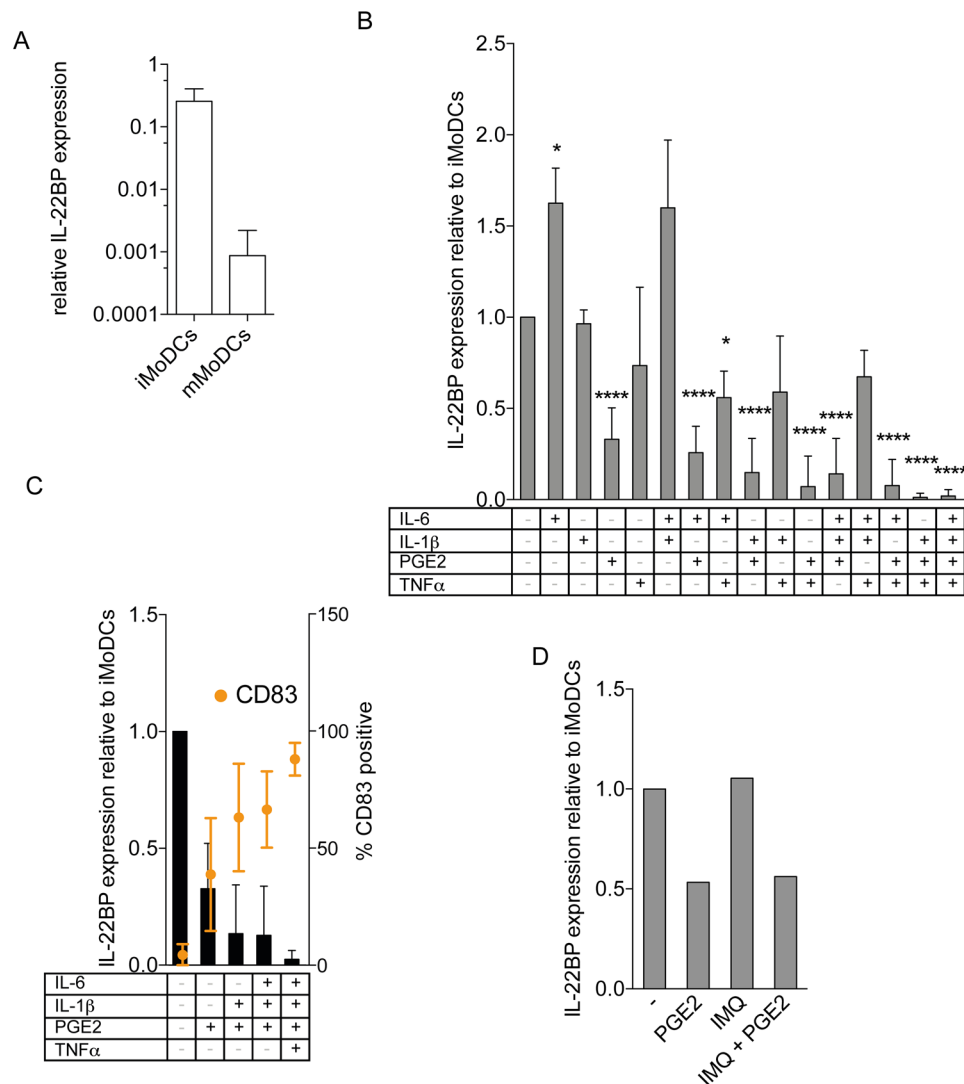 A
relative IL-22BP expression
1
0.1
0.01
0.001
0.0001
iMoDCs
mMoDCs
B
IL-22BP expression relative to iMoDCs
2.5
2.0
1.5
1.0
0.5
0.0
*
****
****
*
****
****
****
****
****
****
IL-6 - + - - - + + + - - - + + + - +
IL-1β - - + - - + - - + + - + + - + +
PGE2 - - - + - - + - + - + + - + + +
TNFα - - - - + - - + - + + - + + + +
C
IL-22BP expression relative to iMoDCs
1.5
1.0
0.5
0.0
CD83
150
100
50
0
% CD83 positive
IL-6 - - - + +
IL-1β - - + + +
PGE2 - + + + +
TNFα - - - - +
D
IL-22BP expression relative to iMoDCs
1.5
1.0
0.5
0.0
-
PGE2
IMQ
IMQ + PGE2